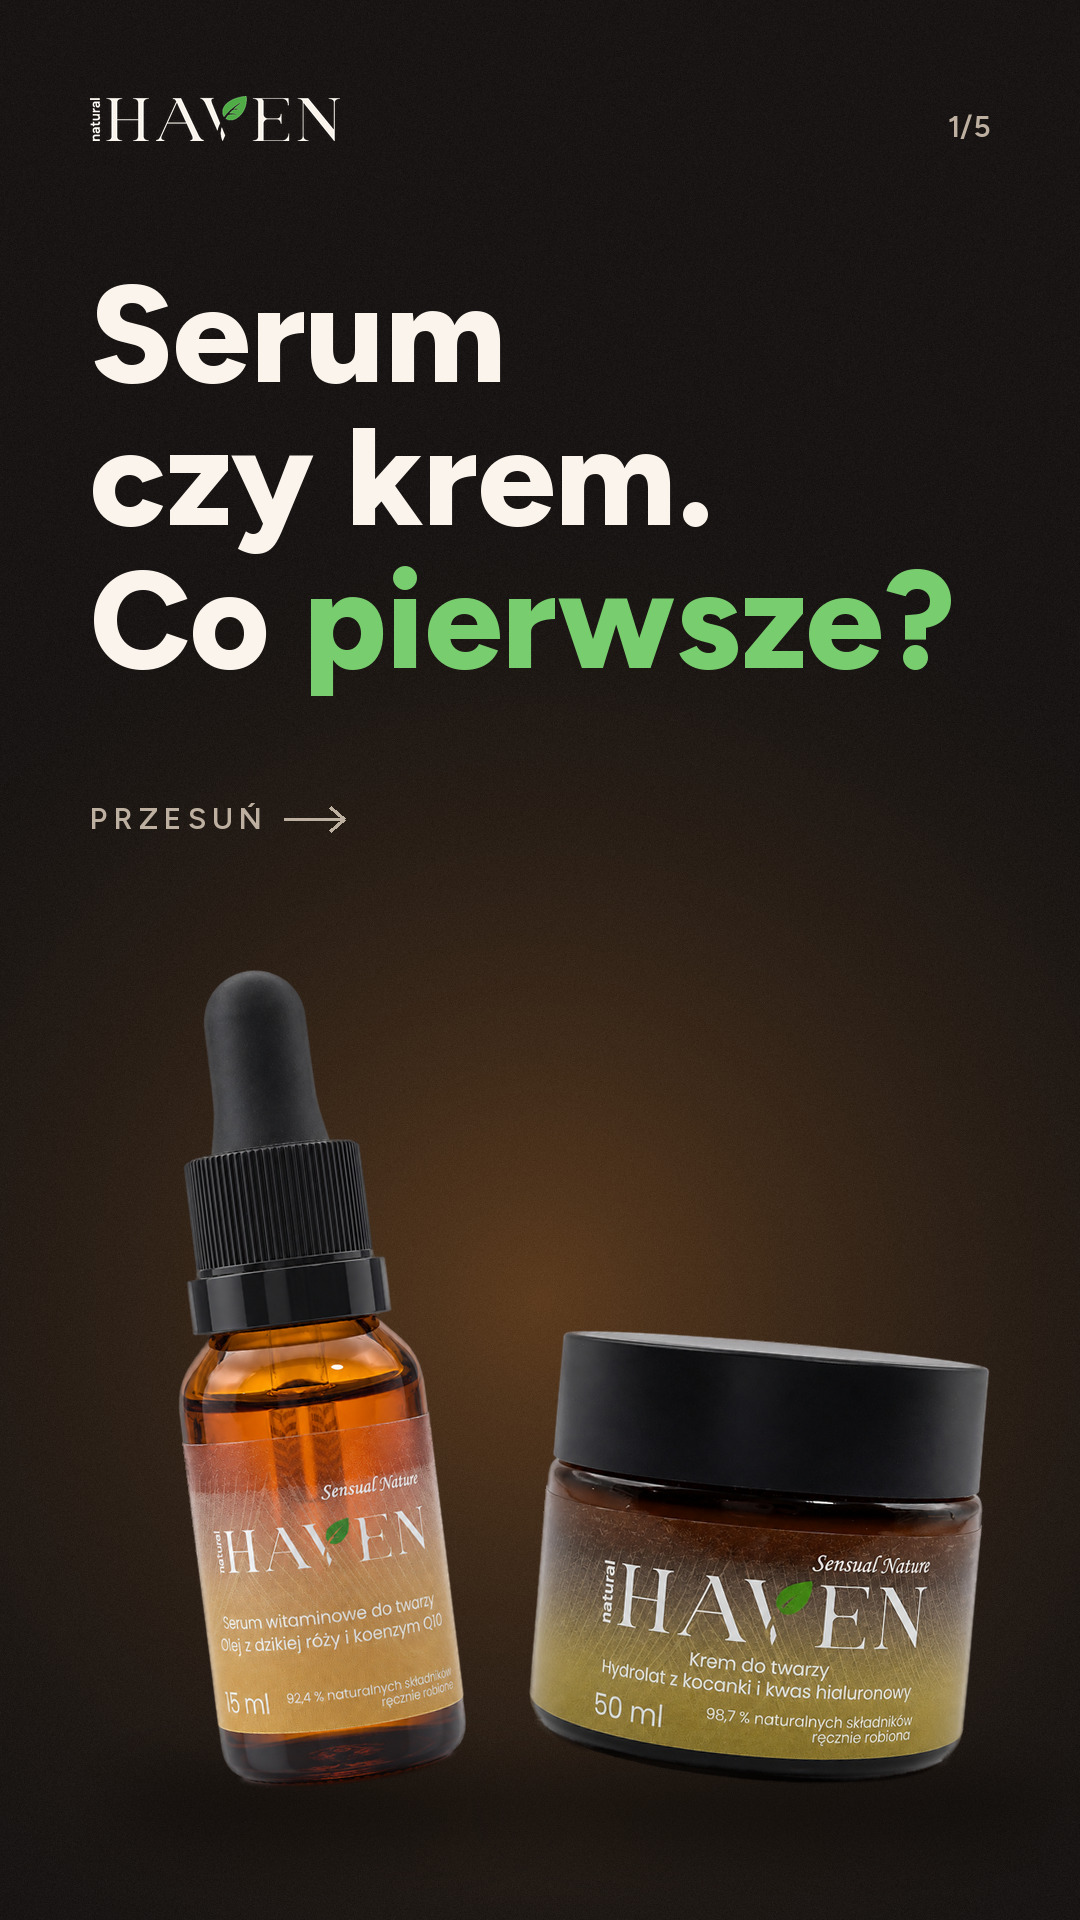 natural HAVEN
1/5
Serum
czy krem.
Co pierwsze?
PRZESUŃ
Sensual Nature
natural HAVEN
Serum witaminowe do twarzy
Olej z dzikiej róży i koenzym Q10
15 ml
92,4 % naturalnych składników
ręcznie robione
Sensual Nature
natural HAVEN
Krem do twarzy
Hydrolat z kocanki i kwas hialuronowy
50 ml
98,7 % naturalnych składników
ręcznie robiona